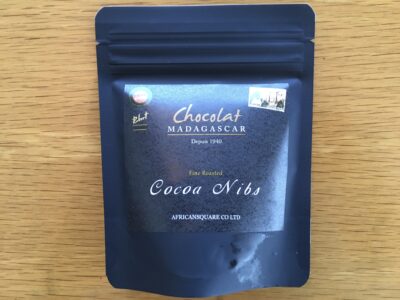 Chocolat
MADAGASCAR
Depuis 1940
Fine Roasted
Cocoa Nibs
AFRICANSQUARE CO LTD